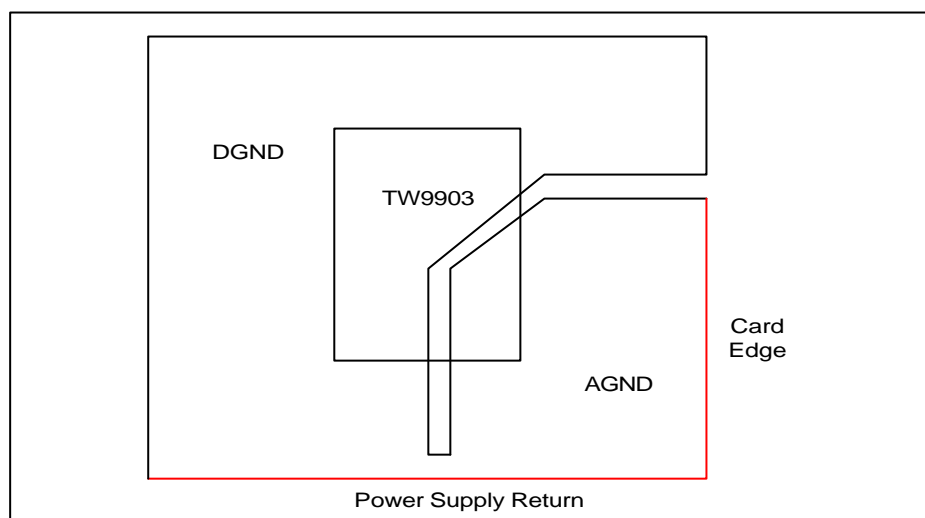 DGND
TW9903
Card
Edge
AGND
Power Supply Return